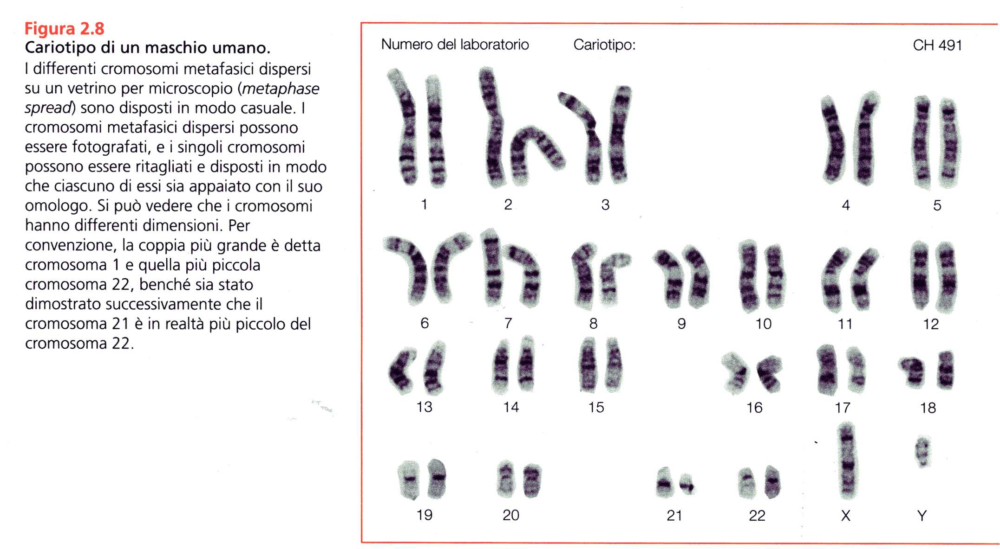 Figura 2.8
Cariotipo di un maschio umano.
I differenti cromosomi metafasici dispersi
su un vetrino per microscopio (metaphase
spread) sono disposti in modo casuale. I
cromosomi metafasici dispersi possono
essere fotografati, e i singoli cromosomi
possono essere ritagliati e disposti in modo
che ciascuno di essi sia appaiato con il suo
omologo. Si può vedere che i cromosomi
hanno differenti dimensioni. Per
convenzione, la coppia più grande è detta
cromosoma 1 e quella più piccola
cromosoma 22, benché sia stato
dimostrato successivamente che il
cromosoma 21 è in realtà più piccolo del
cromosoma 22.
Numero del laboratorio Cariotipo: CH 491
1 2 3 4 5
6 7 8 9 10 11 12
13 14 15 16 17 18
19 20 21 22 X Y